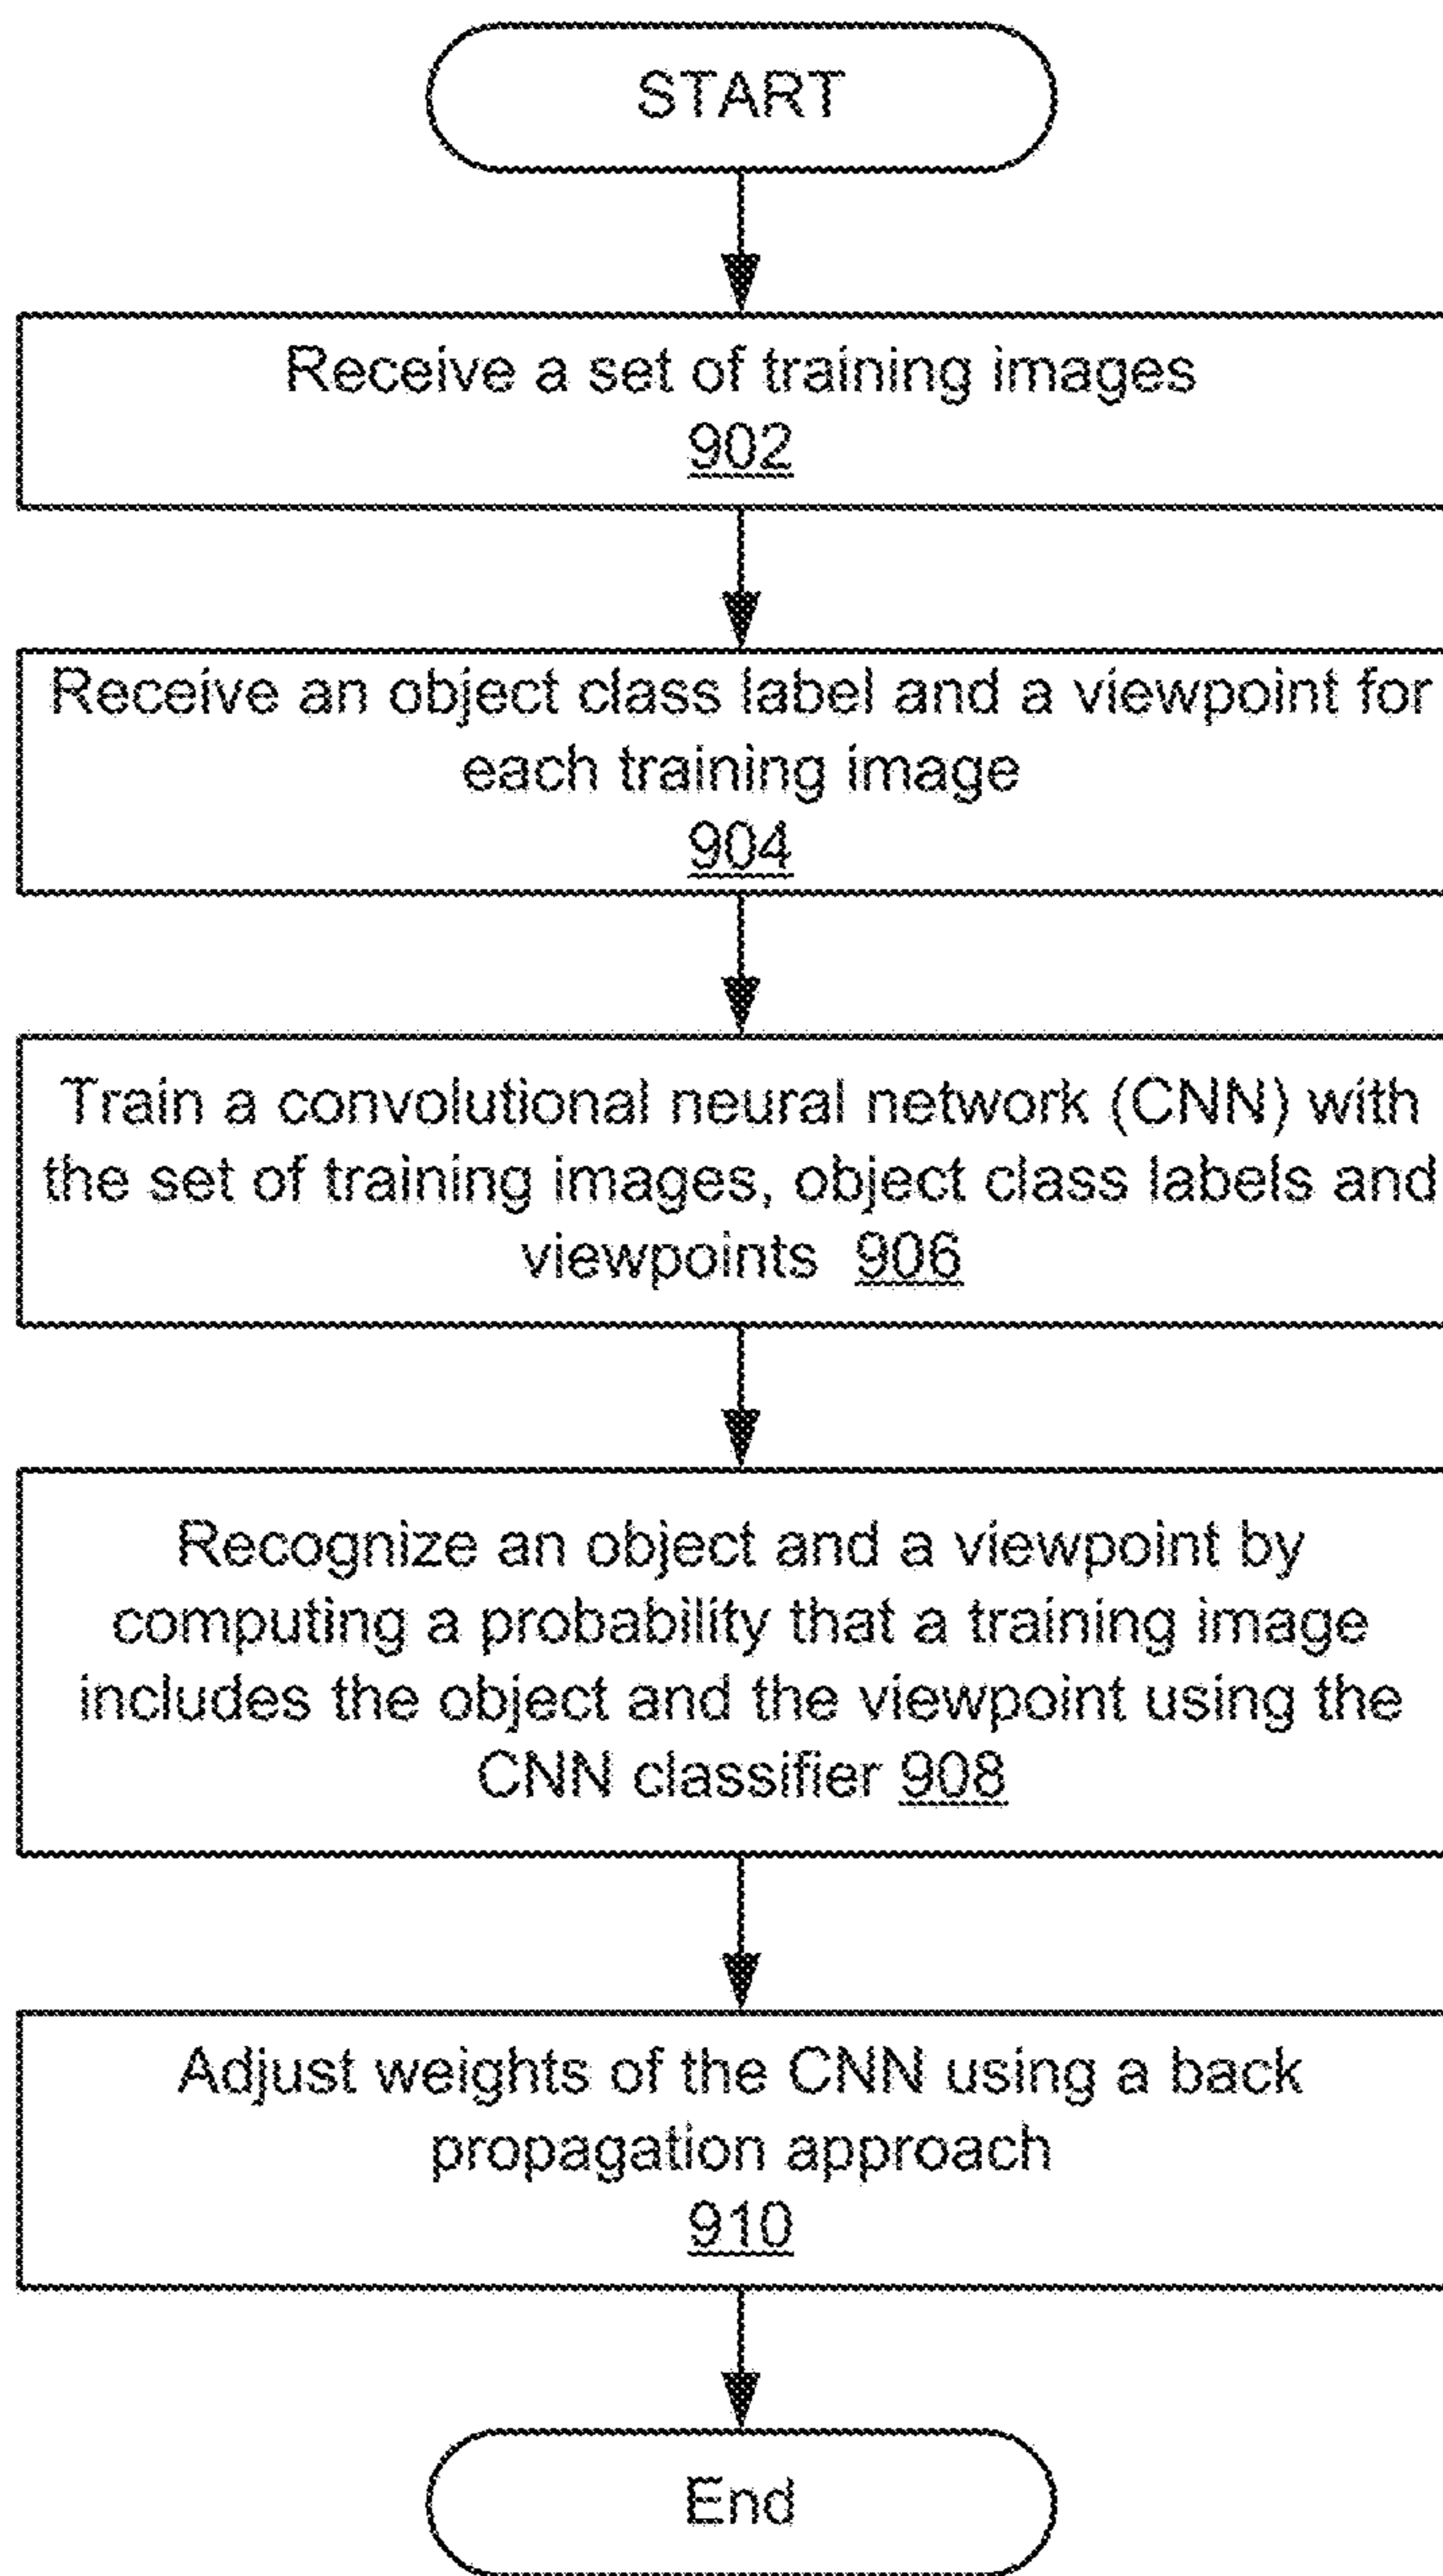 START
Receive a set of training images
902
Receive an object class label and a viewpoint for
each training image
904
Train a convolutional neural network (CNN) with
the set of training images, object class labels and
viewpoints 906
Recognize an object and a viewpoint by
computing a probability that a training image
includes the object and the viewpoint using the
CNN classifier 908
Adjust weights of the CNN using a back
propagation approach
910
End